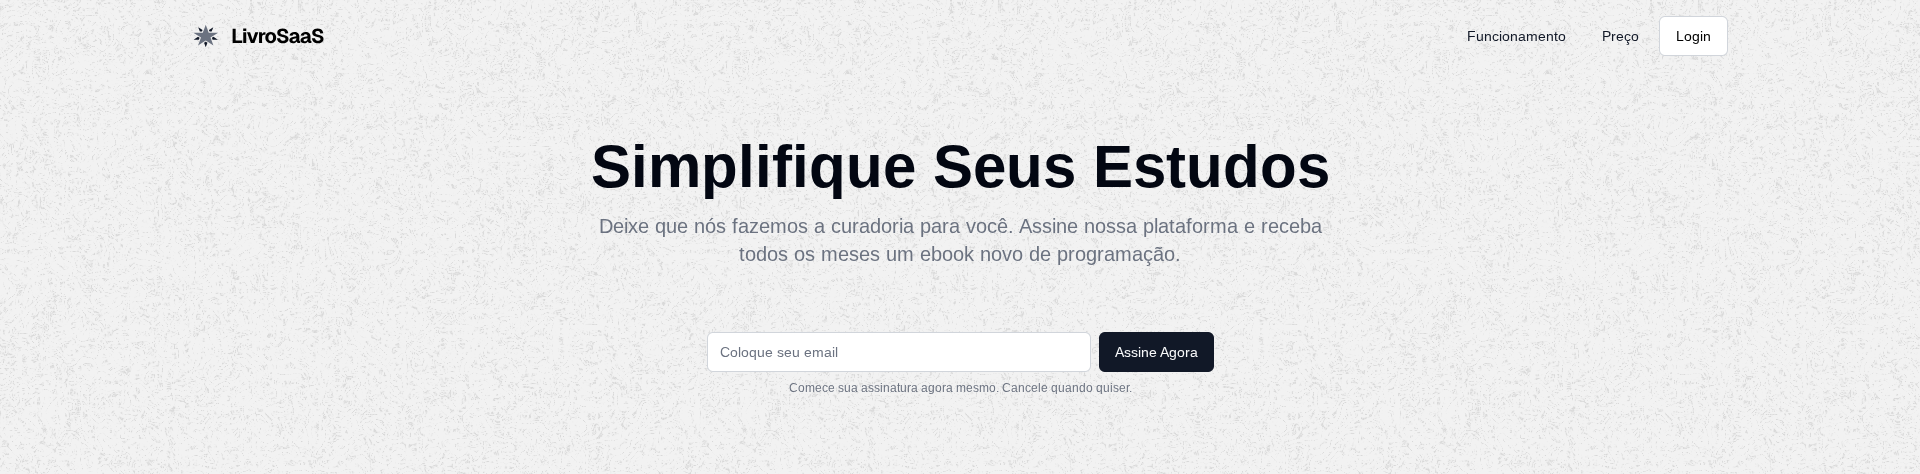 LivroSaaS
Funcionamento
Preço
Login
Simplifique Seus Estudos
Deixe que nós fazemos a curadoria para você. Assine nossa plataforma e receba
todos os meses um ebook novo de programação.
Coloque seu email
Assine Agora
Comece sua assinatura agora mesmo. Cancele quando quiser.